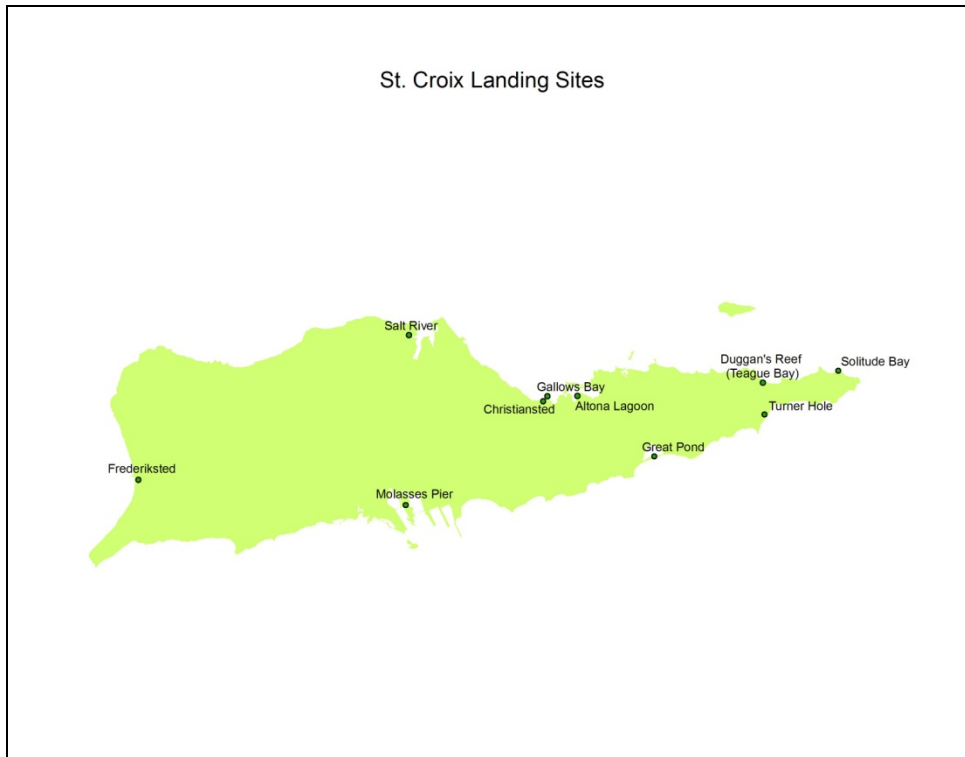 St. Croix Landing Sites
Salt River
Duggan's Reef
(Teague Bay)
Solitude Bay
Gallows Bay
Christiansted
Altona Lagoon
Turner Hole
Great Pond
Frederiksted
Molasses Pier